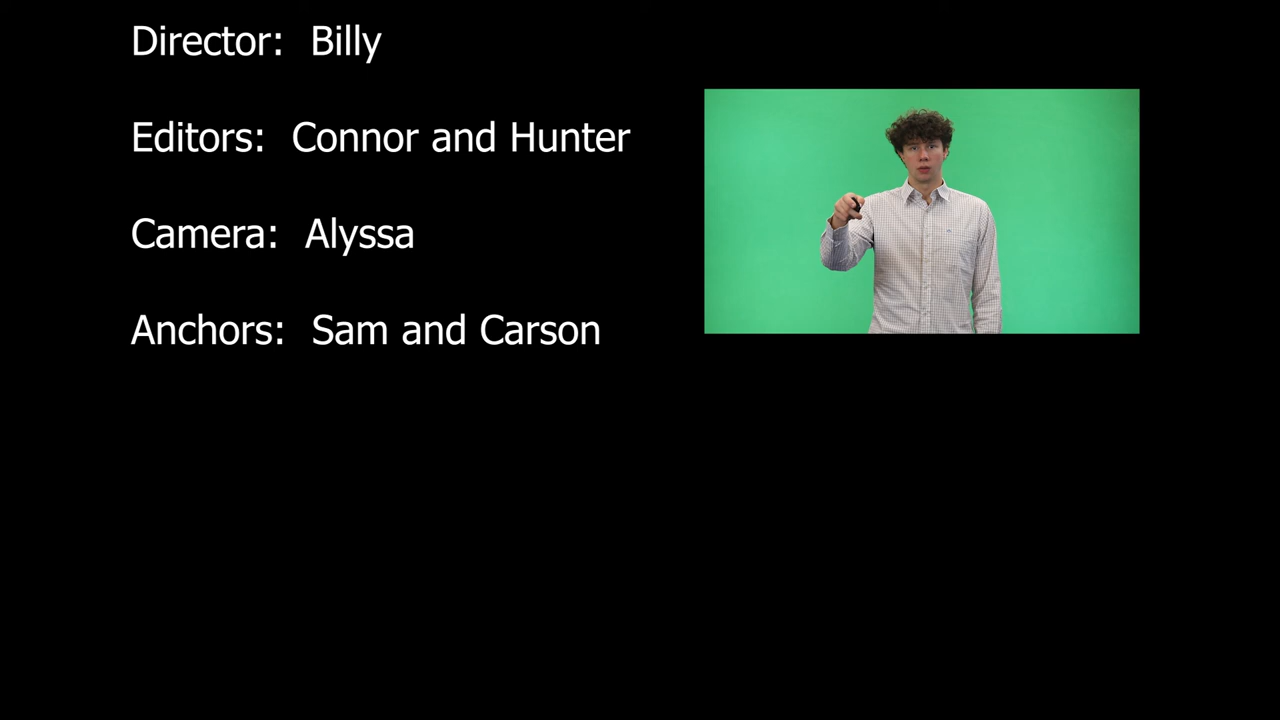 Director:  Billy
Editors:  Connor and Hunter
Camera:  Alyssa
Anchors:  Sam and Carson